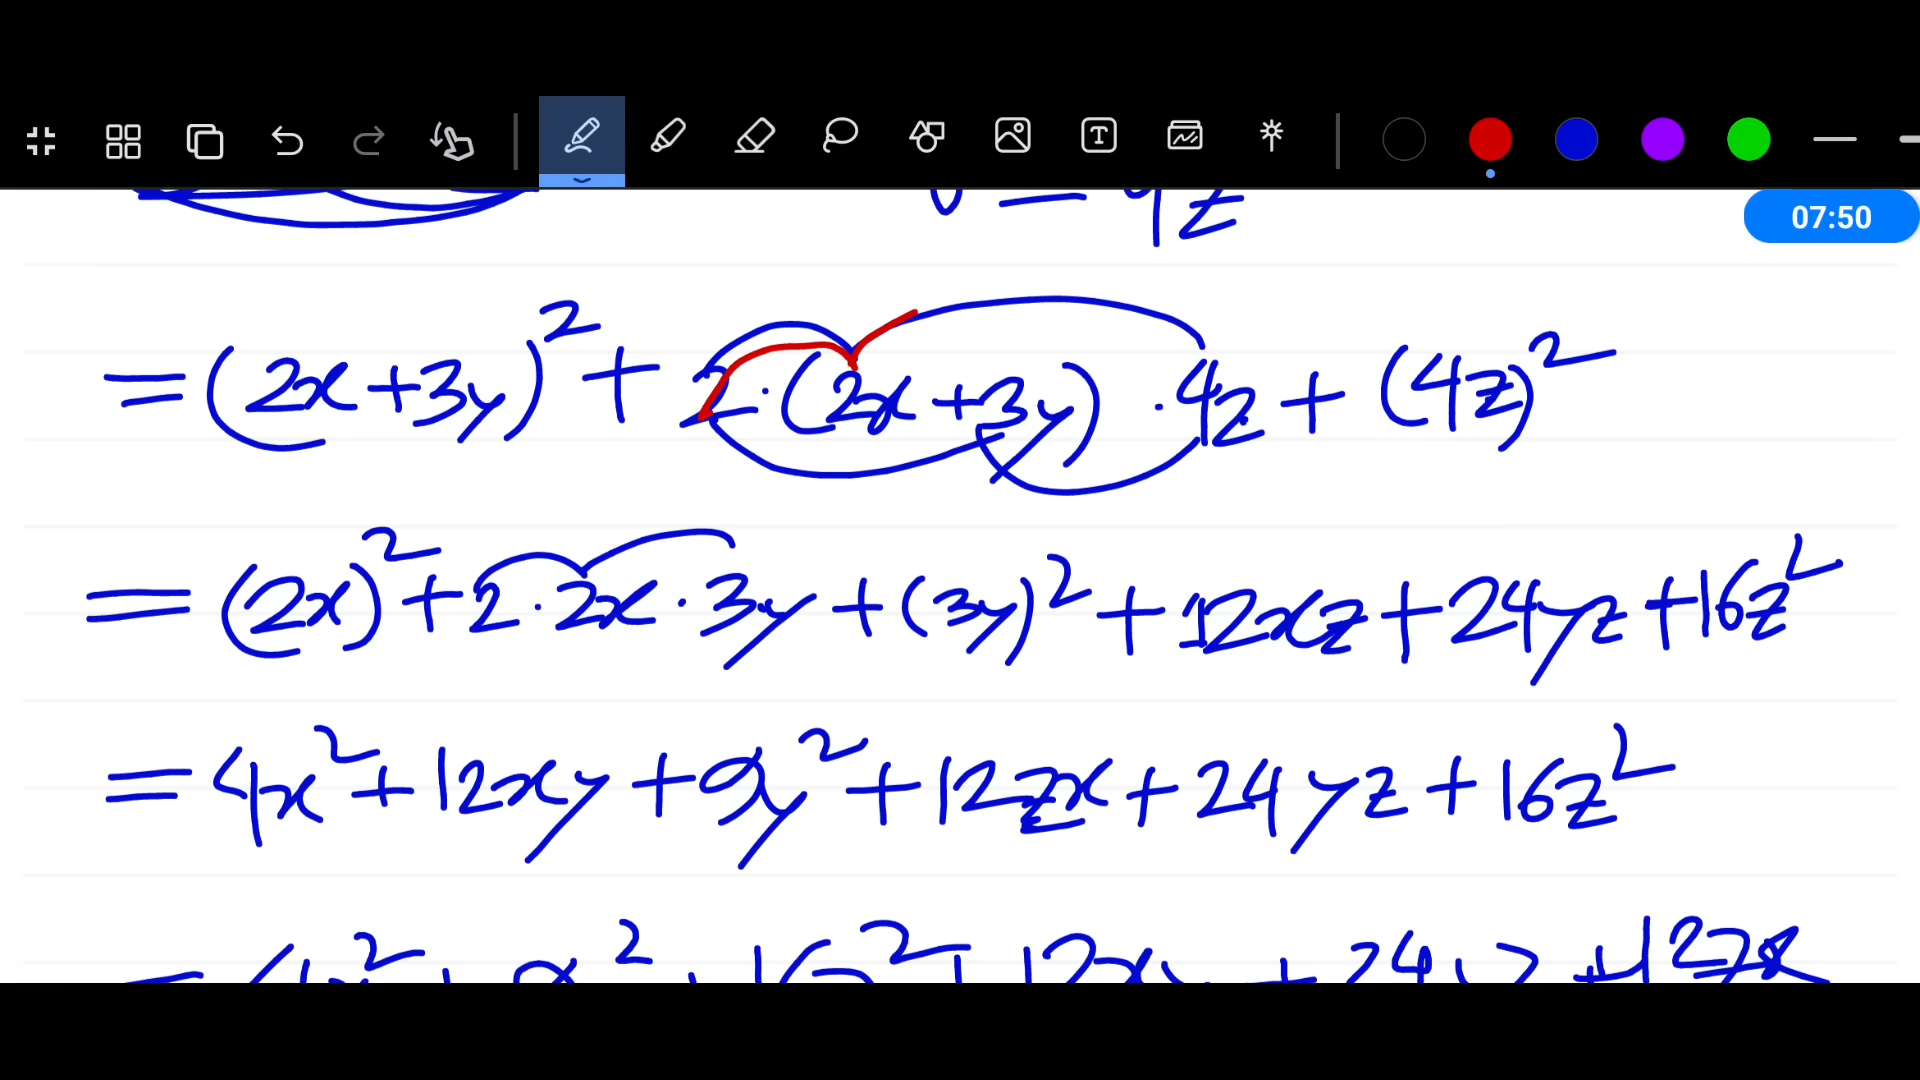 07:50
= 4z
= (2x+3y)² + 2·(2x+3y)·4z + (4z)²
= (2x)² + 2·2x·3y + (3y)² + 12xz + 24yz + 16z²
= 4x² + 12xy + 9y² + 12zx + 24yz + 16z²